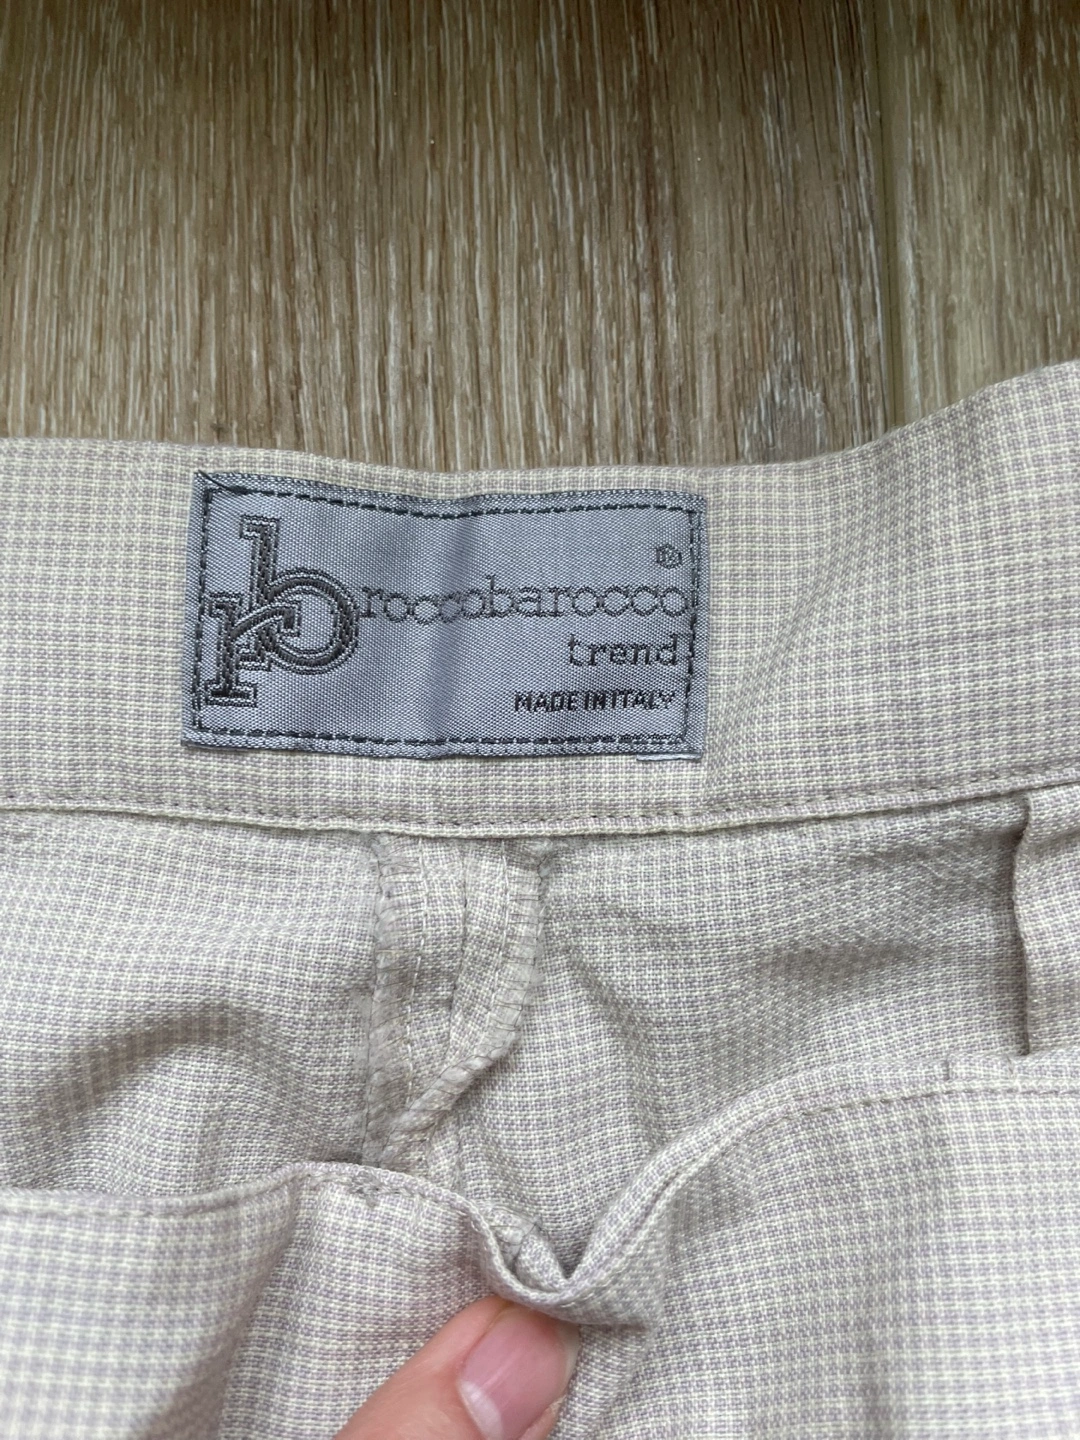 rb
roccobarocco®
trend
MADE IN ITALY